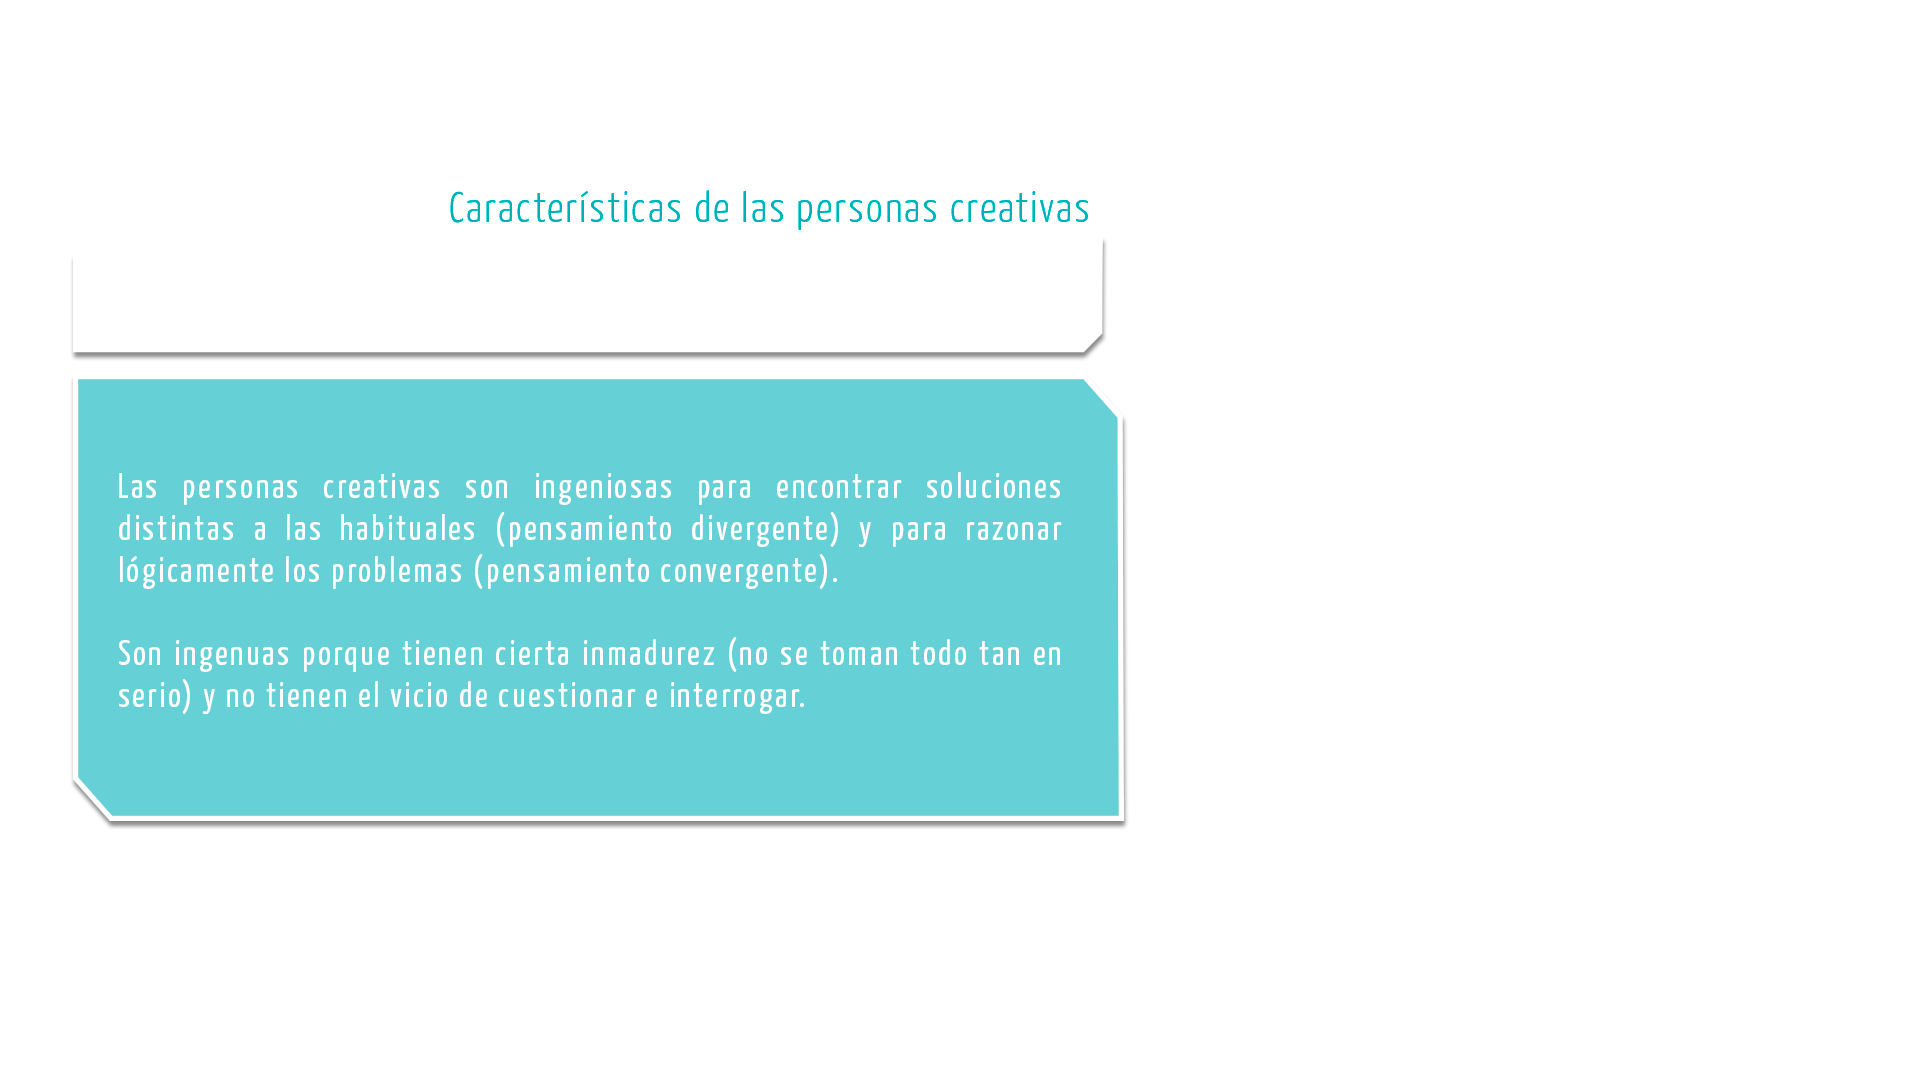 Características de las personas creativas
Las personas creativas son ingeniosas para encontrar soluciones
distintas a las habituales (pensamiento divergente) y para razonar
lógicamente los problemas (pensamiento convergente).
Son ingenuas porque tienen cierta inmadurez (no se toman todo tan en
serio) y no tienen el vicio de cuestionar e interrogar.